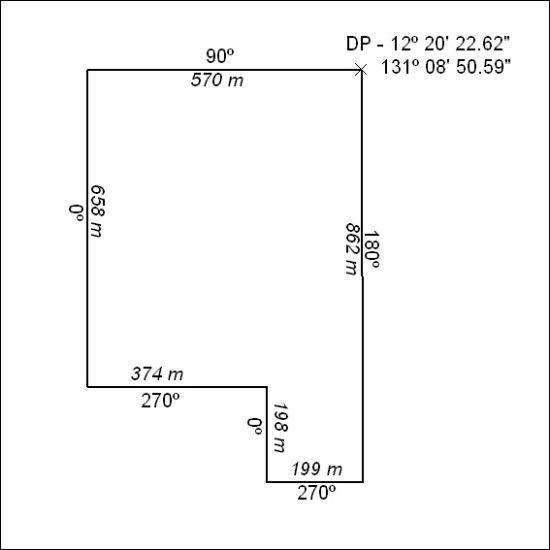 DP - 12º 20' 22.62"
131º 08' 50.59"
90º
570 m
658 m
0º
862 m
180º
374 m
270º
198 m
0º
199 m
270º